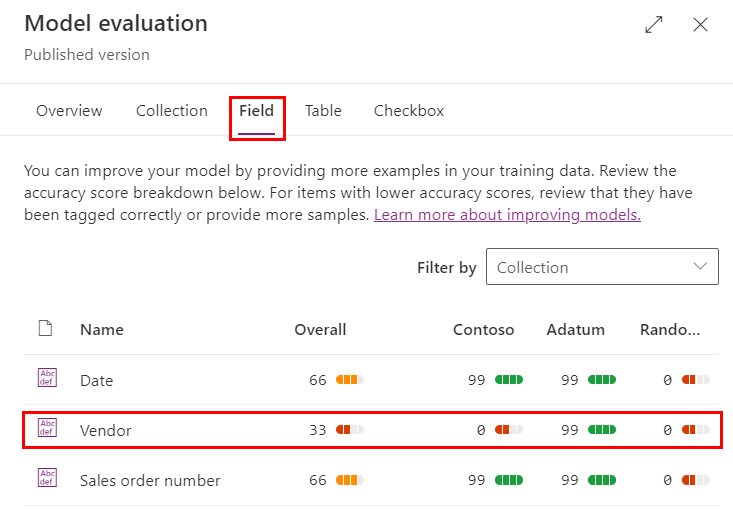 Model evaluation
Published version
Overview Collection Field Table Checkbox
You can improve your model by providing more examples in your training data. Review the
accuracy score breakdown below. For items with lower accuracy scores, review that they have
been tagged correctly or provide more samples. Learn more about improving models.
Filter by Collection
Name Overall Contoso Adatum Rando...
Abc def Date 66 99 99 0
Abc def Vendor 33 0 99 0
Abc def Sales order number 66 99 99 0